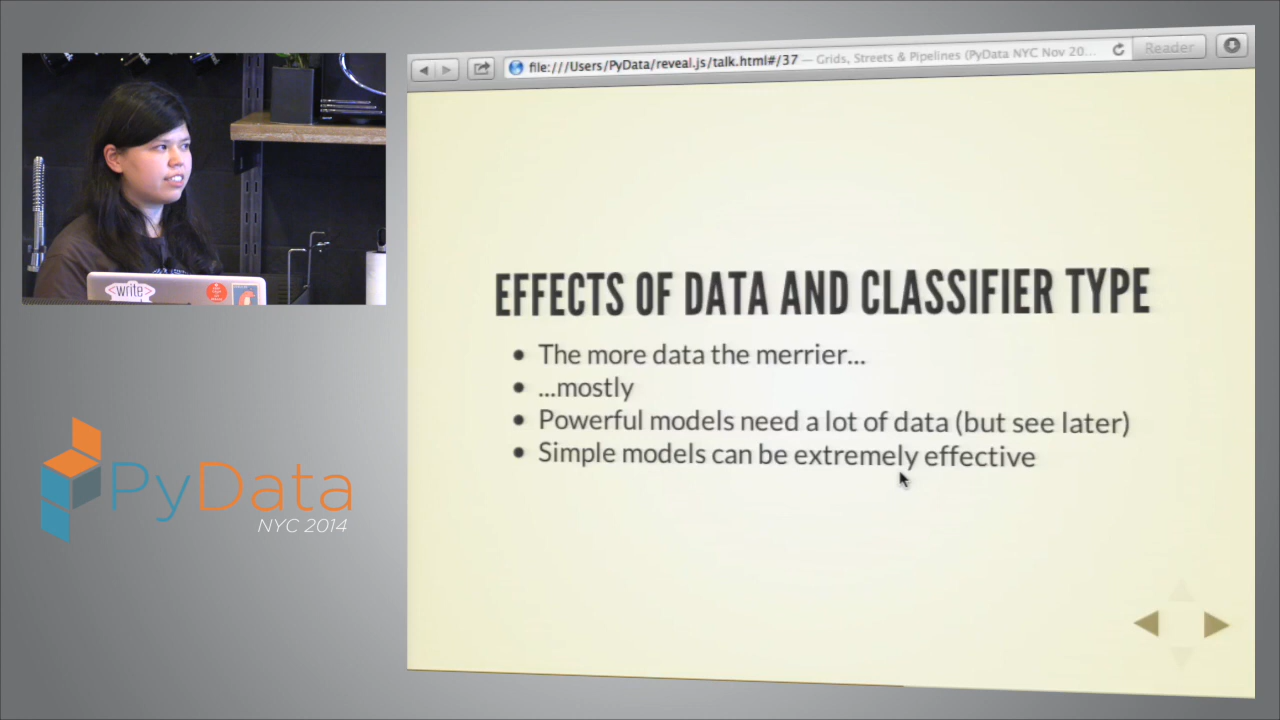 file:///Users/PyData/reveal.js/talk.html#/37 — Grids, Streets & Pipelines (PyData NYC Nov 20...
Reader
<write>
EFFECTS OF DATA AND CLASSIFIER TYPE
The more data the merrier...
...mostly
Powerful models need a lot of data (but see later)
Simple models can be extremely effective
PyData
NYC 2014